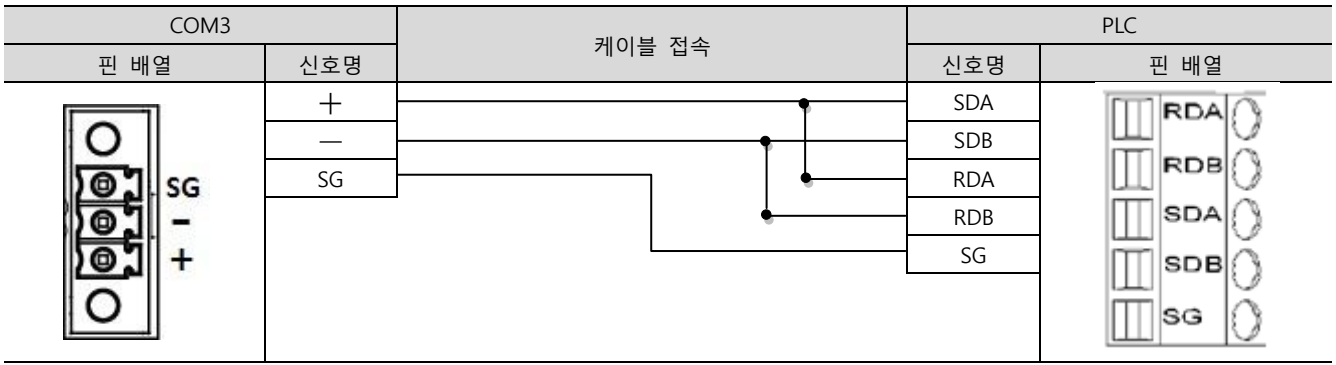 COM3 케이블 접속 PLC
핀 배열 신호명 신호명 핀 배열
+ SDA
— SDB
SG RDA
RDB
SG
SG
-
+
RDA
RDB
SDA
SDB
SG